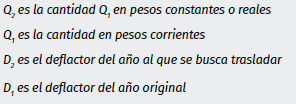 Q₂ es la cantidad Q₁ en pesos constantes o reales
Q₁ es la cantidad en pesos corrientes
D₂ es el deflactor del año al que se busca trasladar
D₁ es el deflactor del año original